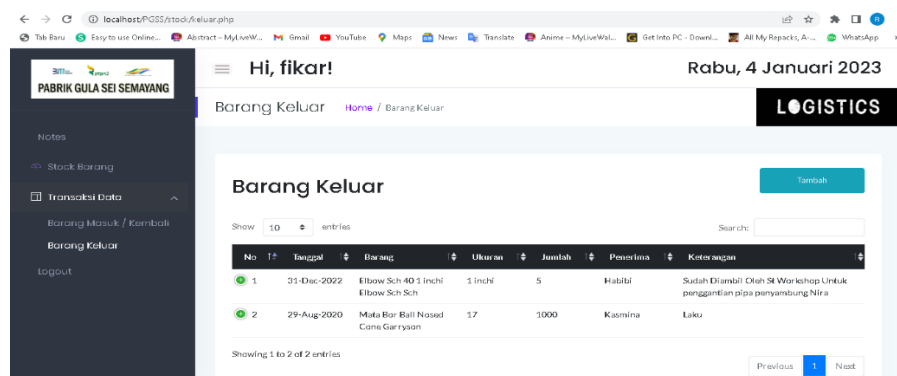 localhost/PGSS/stock/keluar.php
Tab Baru Easy to use Online... Abstract – MyLiveW... Gmail YouTube Maps News Translate Anime – MyLiveWal... Get Into PC - Downl... All My Repacks, A-... WhatsApp
PABRIK GULA SEI SEMAYANG
Hi, fikar!
Rabu, 4 Januari 2023
Barang Keluar Home / Barang Keluar
LOGISTICS
Notes
Stock Barang
Transaksi Data
Barang Masuk / Kembali
Barang Keluar
Logout
Barang Keluar
Tambah
Show 10 entries
Search:
No Tanggal Barang Ukuran Jumlah Penerima Keterangan
1 31-Dec-2022 Elbow Sch 40 1 inchi 1 inchi 5 Habibi Sudah Diambil Oleh St Workshop Untuk
Elbow Sch Sch penggantian pipa penyambung Nira
2 29-Aug-2020 Mata Bor Ball Nosed 17 1000 Kasmina Laku
Cone Garryson
Showing 1 to 2 of 2 entries
Previous 1 Next